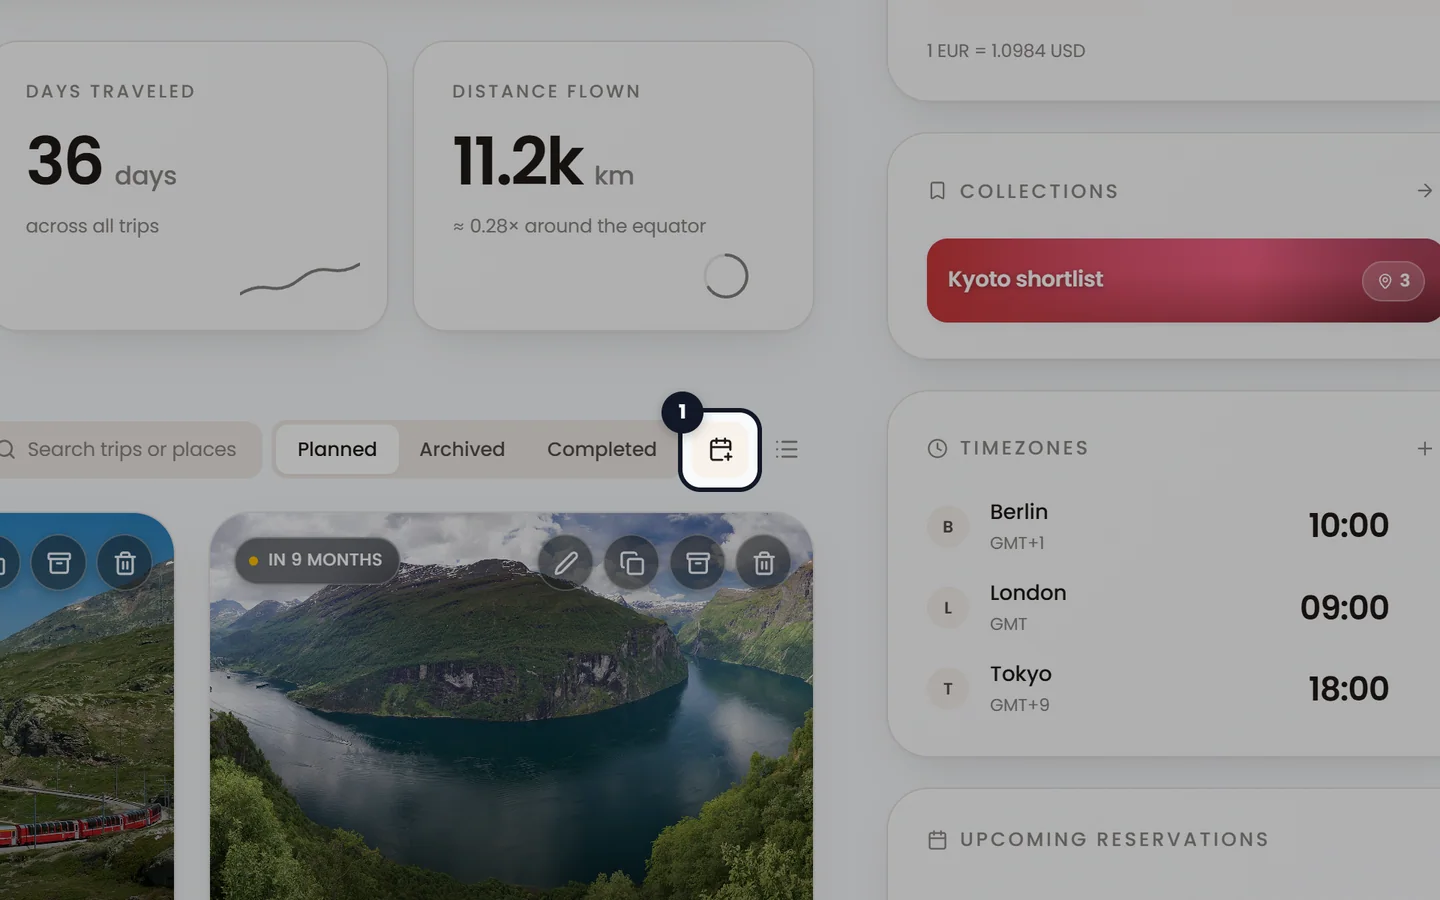 DAYS TRAVELED
36 days
across all trips
DISTANCE FLOWN
11.2k km
≈ 0.28× around the equator
1 EUR = 1.0984 USD
COLLECTIONS
Kyoto shortlist
3
Search trips or places
Planned
Archived
Completed
1
IN 9 MONTHS
TIMEZONES
B
Berlin
GMT+1
10:00
L
London
GMT
09:00
T
Tokyo
GMT+9
18:00
UPCOMING RESERVATIONS